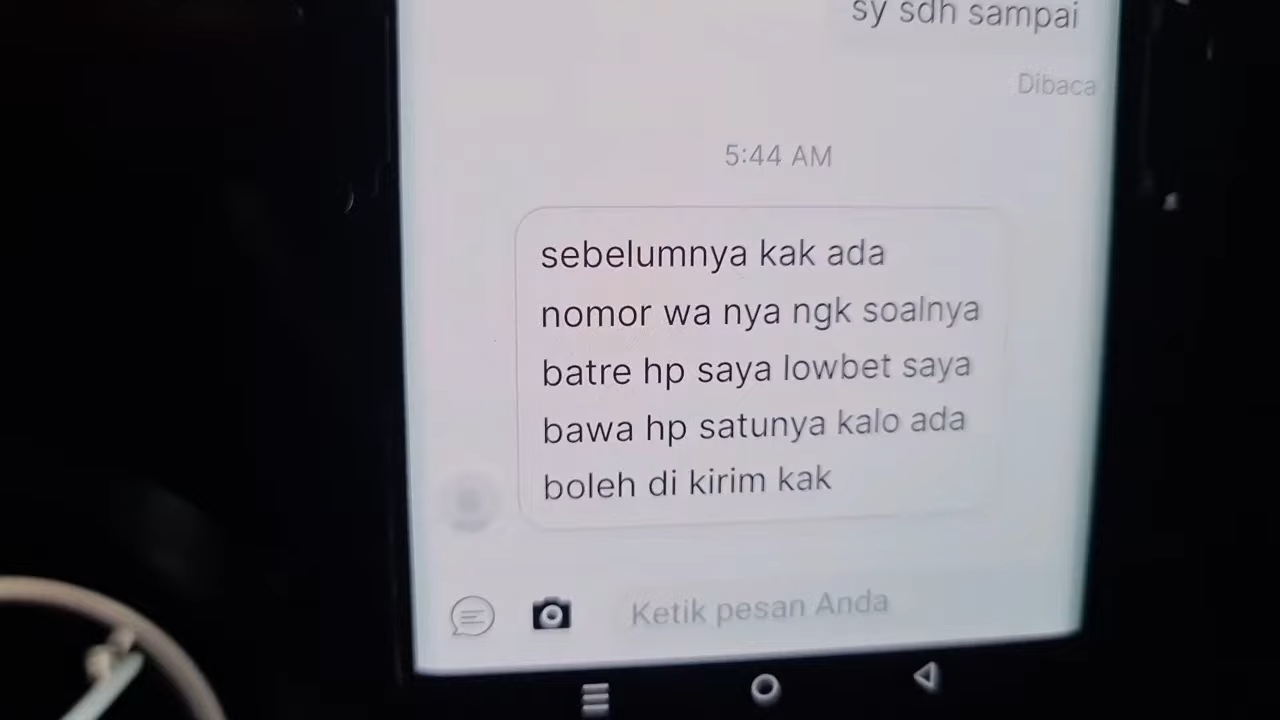 sy sdh sampai
Dibaca
5:44 AM
sebelumnya kak ada
nomor wa nya ngk soalnya
batre hp saya lowbet saya
bawa hp satunya kalo ada
boleh di kirim kak
Ketik pesan Anda